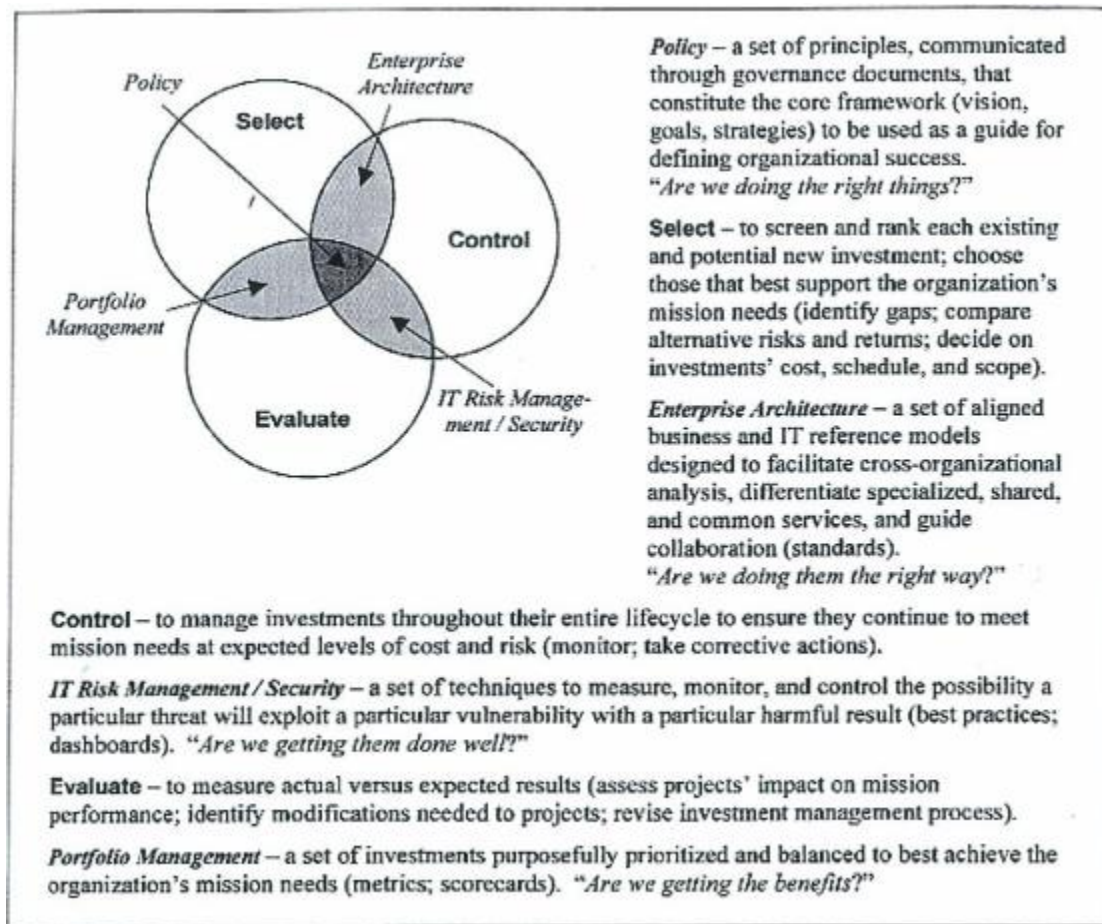 Policy
Enterprise
Architecture
Select
Control
Portfolio
Management
Evaluate
IT Risk Manage-
ment / Security
Policy – a set of principles, communicated
through governance documents, that
constitute the core framework (vision,
goals, strategies) to be used as a guide for
defining organizational success.
“Are we doing the right things?”
Select – to screen and rank each existing
and potential new investment; choose
those that best support the organization’s
mission needs (identify gaps; compare
alternative risks and returns; decide on
investments’ cost, schedule, and scope).
Enterprise Architecture – a set of aligned
business and IT reference models
designed to facilitate cross-organizational
analysis, differentiate specialized, shared,
and common services, and guide
collaboration (standards).
“Are we doing them the right way?”
Control – to manage investments throughout their entire lifecycle to ensure they continue to meet
mission needs at expected levels of cost and risk (monitor; take corrective actions).
IT Risk Management / Security – a set of techniques to measure, monitor, and control the possibility a
particular threat will exploit a particular vulnerability with a particular harmful result (best practices;
dashboards). “Are we getting them done well?”
Evaluate – to measure actual versus expected results (assess projects’ impact on mission
performance; identify modifications needed to projects; revise investment management process).
Portfolio Management – a set of investments purposefully prioritized and balanced to best achieve the
organization’s mission needs (metrics; scorecards). “Are we getting the benefits?”